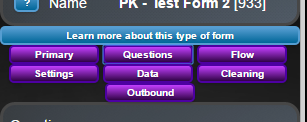 ? Name PK - Test Form 2 [933]
Learn more about this type of form
Primary Questions Flow
Settings Data Cleaning
Outbound